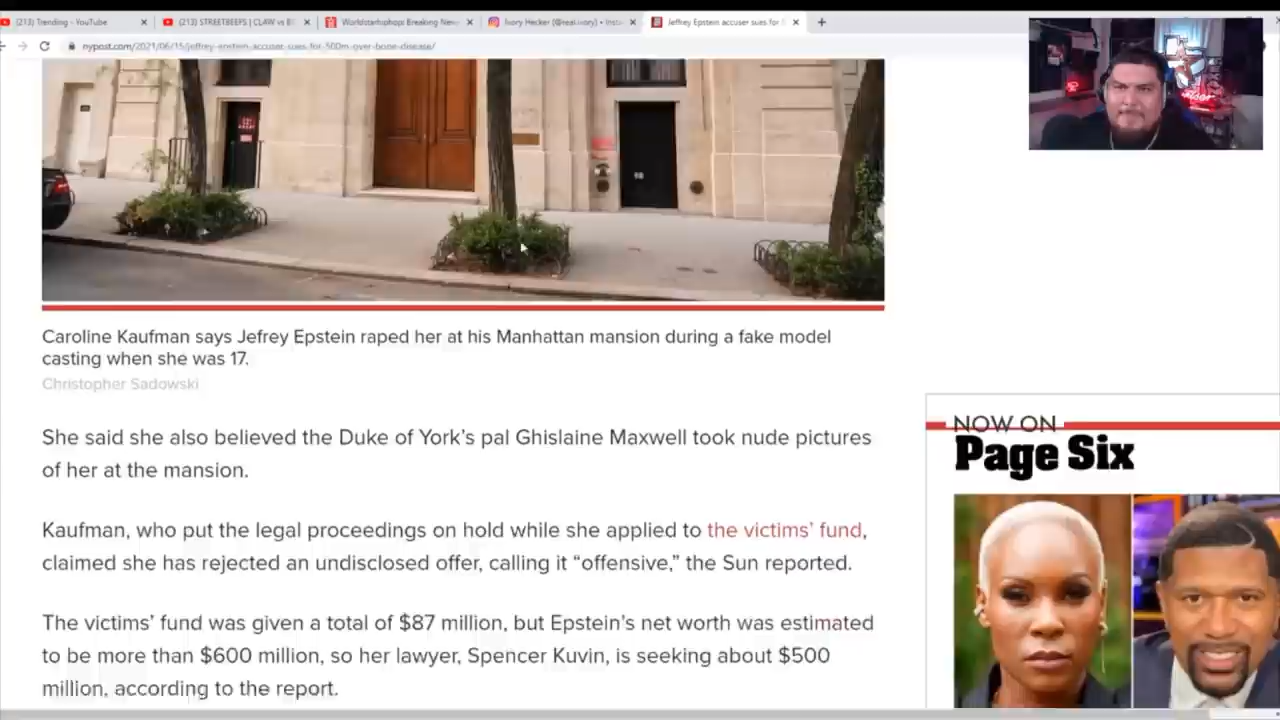 (213) Trending - YouTube
(213) STREETBEEFS | CLAW vs B
Worldstarhiphop: Breaking New
Ivory Hecker (@real.ivory) • Inst
Jeffrey Epstein accuser sues for
nypost.com/2021/06/15/jeffrey-epstein-accuser-sues-for-500m-over-bone-disease/
Caroline Kaufman says Jefrey Epstein raped her at his Manhattan mansion during a fake model
casting when she was 17.
Christopher Sadowski
She said she also believed the Duke of York's pal Ghislaine Maxwell took nude pictures
of her at the mansion.
Kaufman, who put the legal proceedings on hold while she applied to the victims' fund,
claimed she has rejected an undisclosed offer, calling it “offensive,” the Sun reported.
The victims' fund was given a total of $87 million, but Epstein's net worth was estimated
to be more than $600 million, so her lawyer, Spencer Kuvin, is seeking about $500
million, according to the report.
NOW ON
Page Six